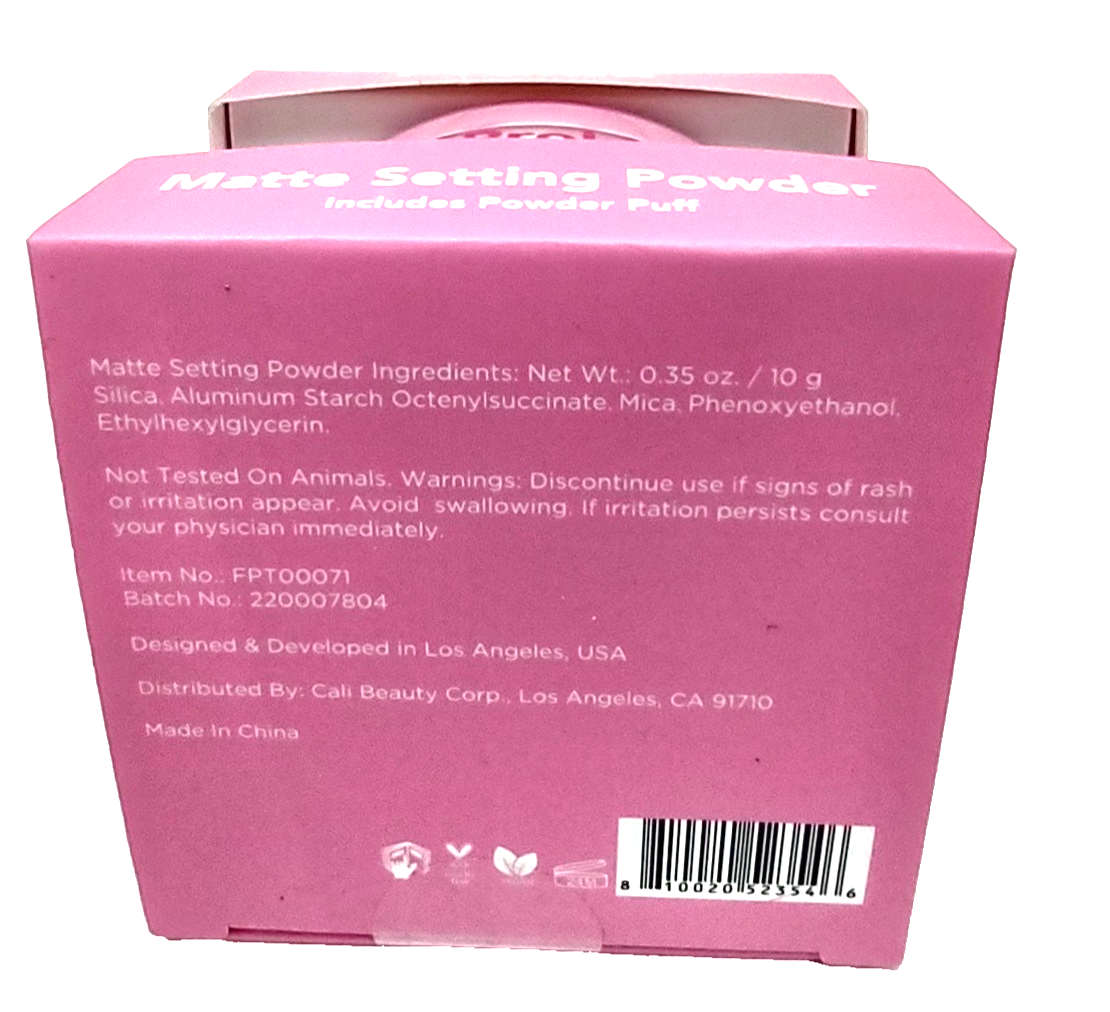 Matte Setting Powder
Includes Powder Puff
Matte Setting Powder Ingredients: Net Wt.: 0.35 oz. / 10 g
Silica, Aluminum Starch Octenylsuccinate, Mica, Phenoxyethanol,
Ethylhexylglycerin.
Not Tested On Animals. Warnings: Discontinue use if signs of rash
or irritation appear. Avoid swallowing. If irritation persists consult
your physician immediately.
Item No.: FPT00071
Batch No.: 220007804
Designed & Developed in Los Angeles, USA
Distributed By: Cali Beauty Corp., Los Angeles, CA 91710
Made In China
8 10020 52354 6